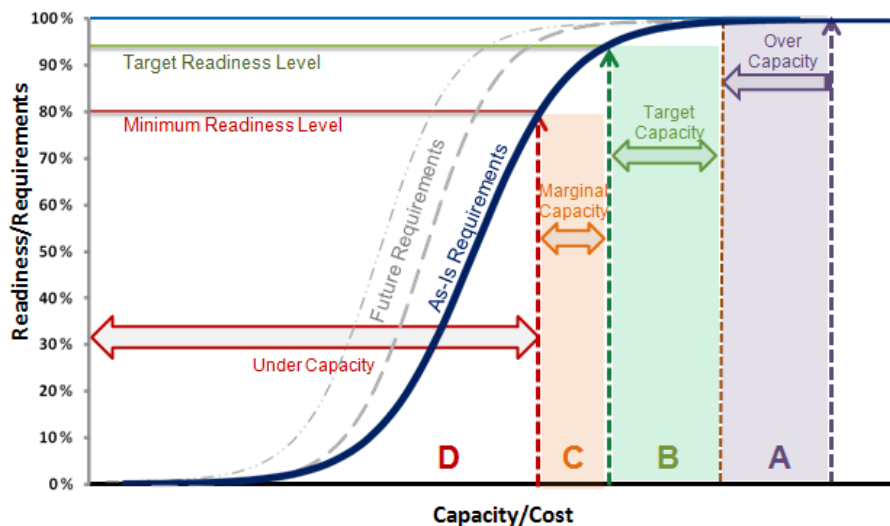 100%
90%
80%
70%
60%
50%
40%
30%
20%
10%
0%
Readiness/Requirements
Target Readiness Level
Minimum Readiness Level
Future Requirements
As-Is Requirements
Under Capacity
Marginal
Capacity
Target
Capacity
Over
Capacity
D
C
B
A
Capacity/Cost